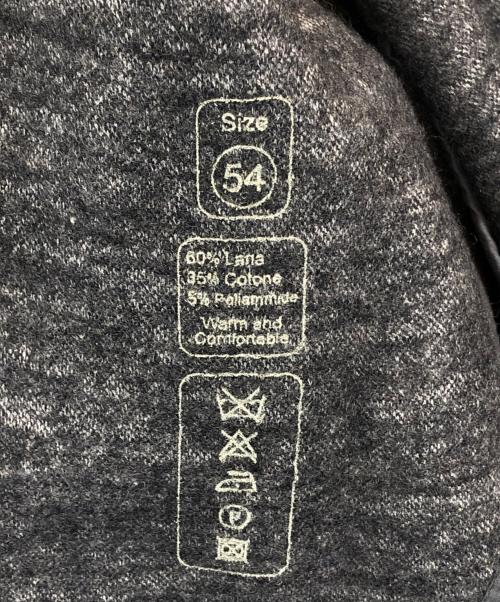 Size
54
60% Lana
35% Cotone
5% Poliammide
Warm and
Comfortable
P